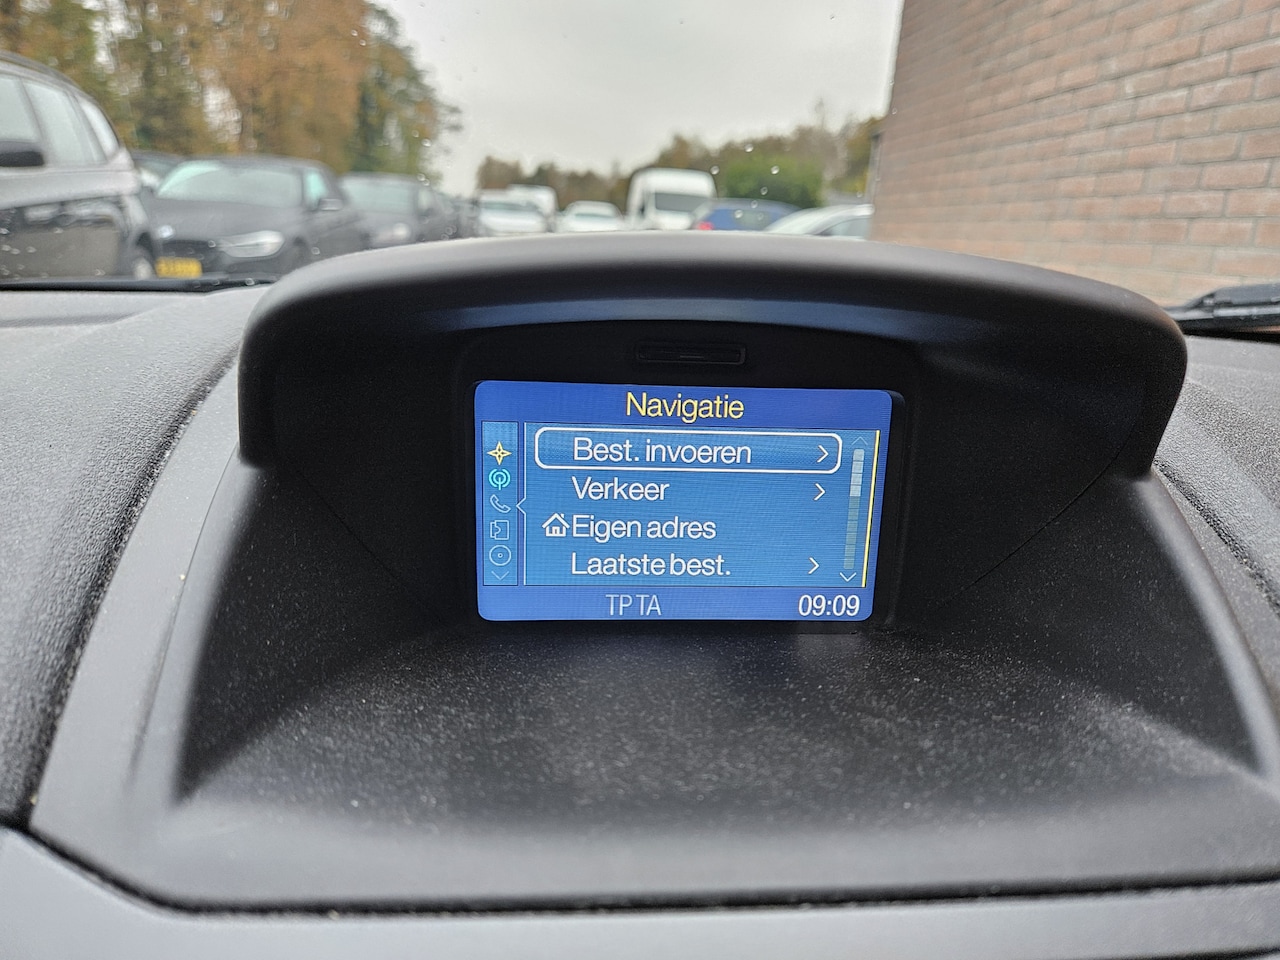 Navigatie
Best. invoeren
Verkeer
Eigen adres
Laatste best.
TP TA 09:09